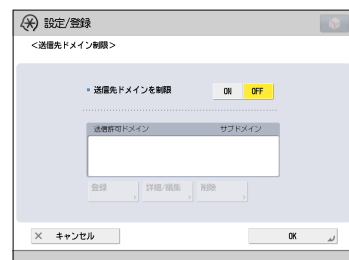 設定/登録
<送信先ドメイン制限>
送信先ドメインを制限 ON OFF
送信許可ドメイン サブドメイン
登録 詳細/編集 削除
× キャンセル OK